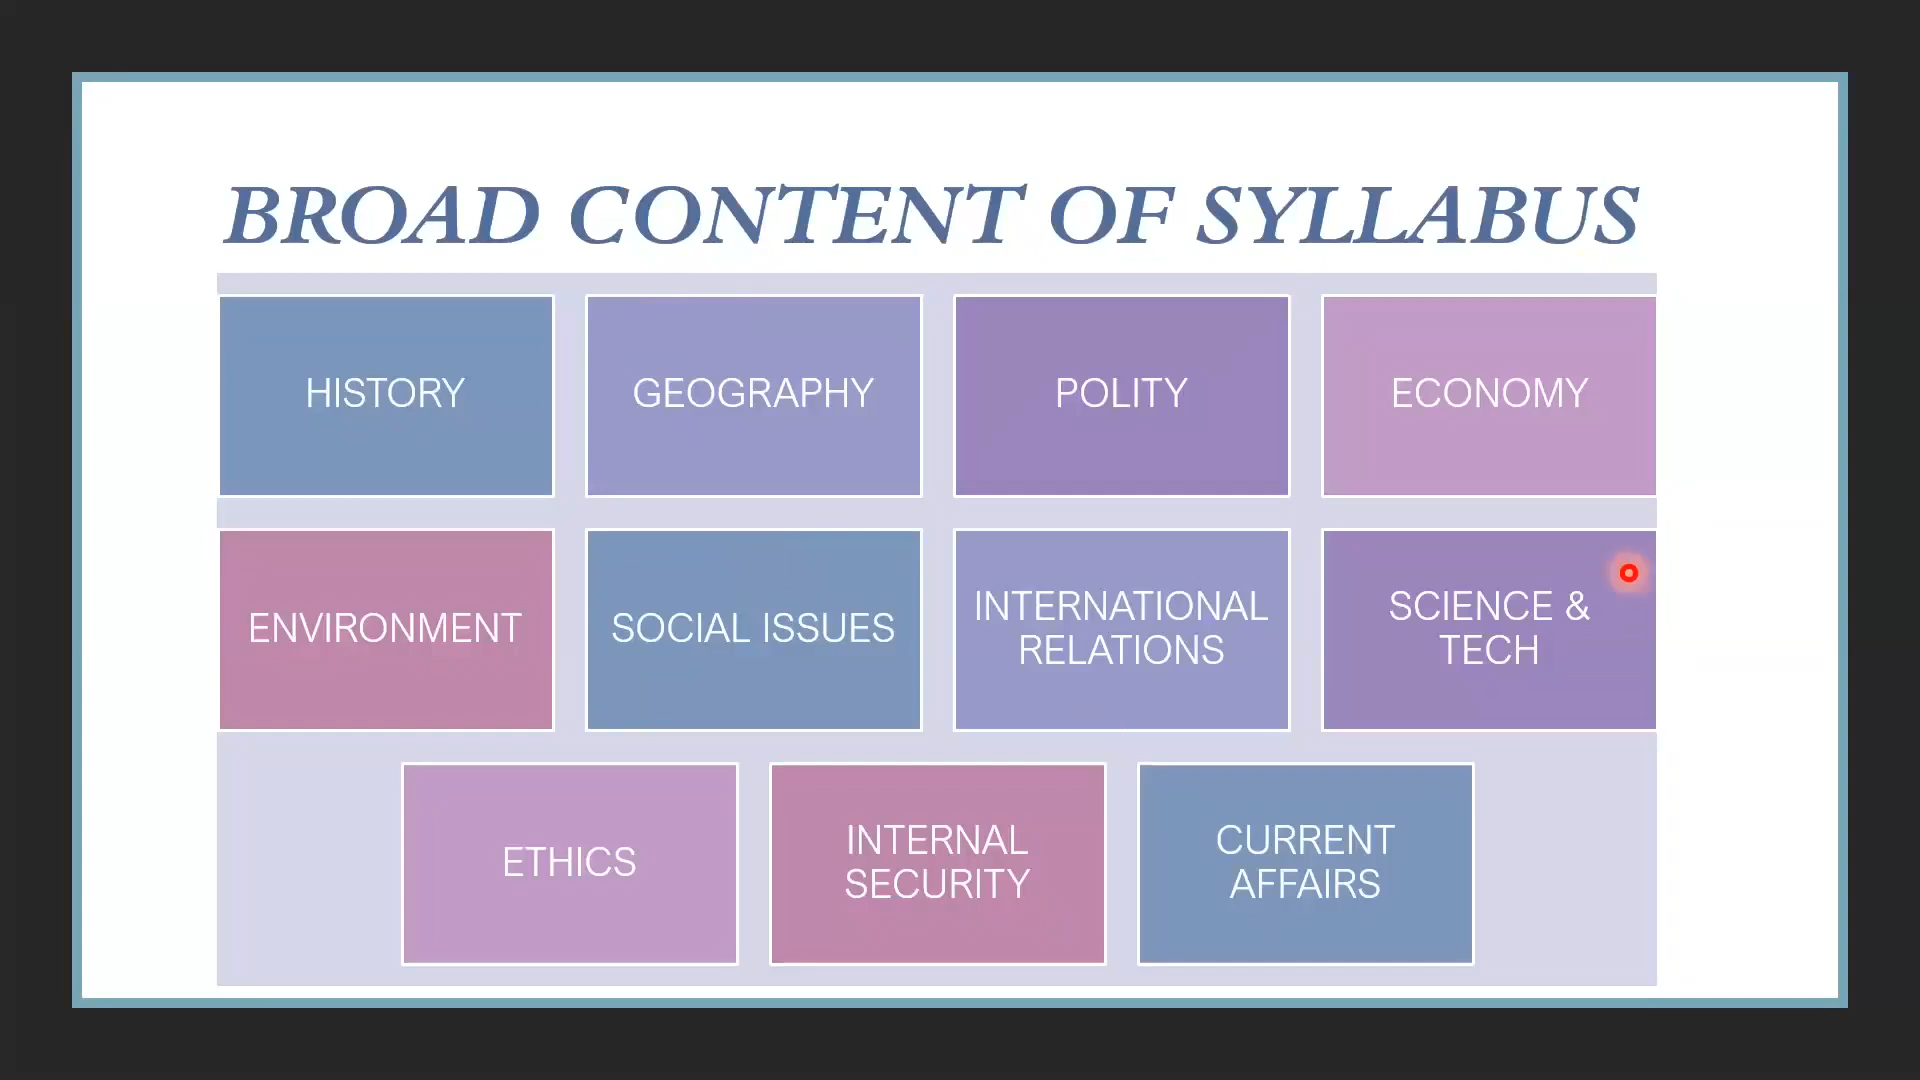 BROAD CONTENT OF SYLLABUS
HISTORY
GEOGRAPHY
POLITY
ECONOMY
ENVIRONMENT
SOCIAL ISSUES
INTERNATIONAL
RELATIONS
SCIENCE &
TECH
ETHICS
INTERNAL
SECURITY
CURRENT
AFFAIRS